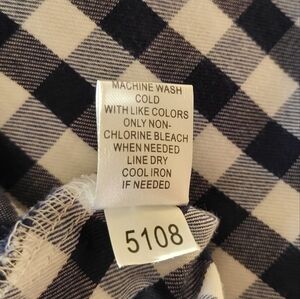 MACHINE WASH
COLD
WITH LIKE COLORS
ONLY NON-
CHLORINE BLEACH
WHEN NEEDED
LINE DRY
COOL IRON
IF NEEDED
5108